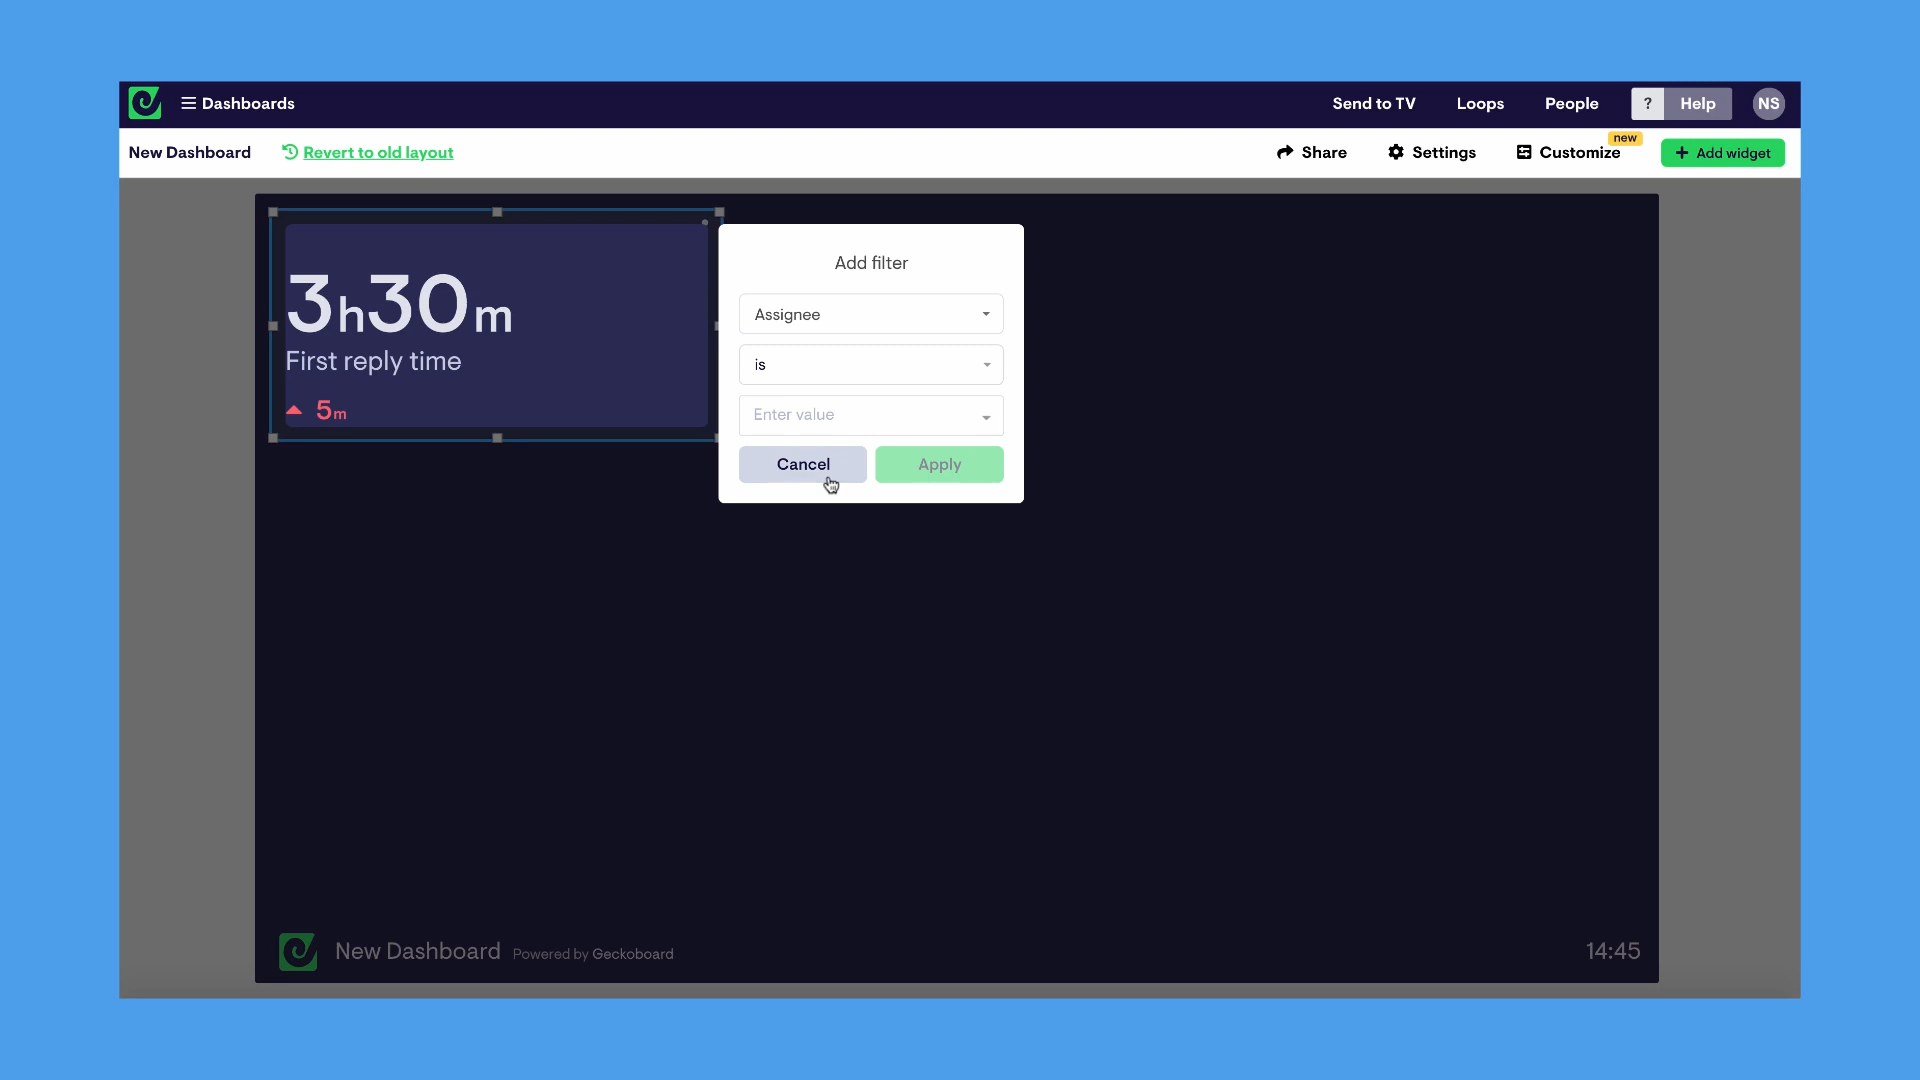 Dashboards
Send to TV
Loops
People
? Help
NS
New Dashboard
Revert to old layout
Share
Settings
Customize
new
+ Add widget
3h30m
First reply time
5m
Add filter
Assignee
is
Enter value
Cancel
Apply
New Dashboard
Powered by Geckoboard
14:45